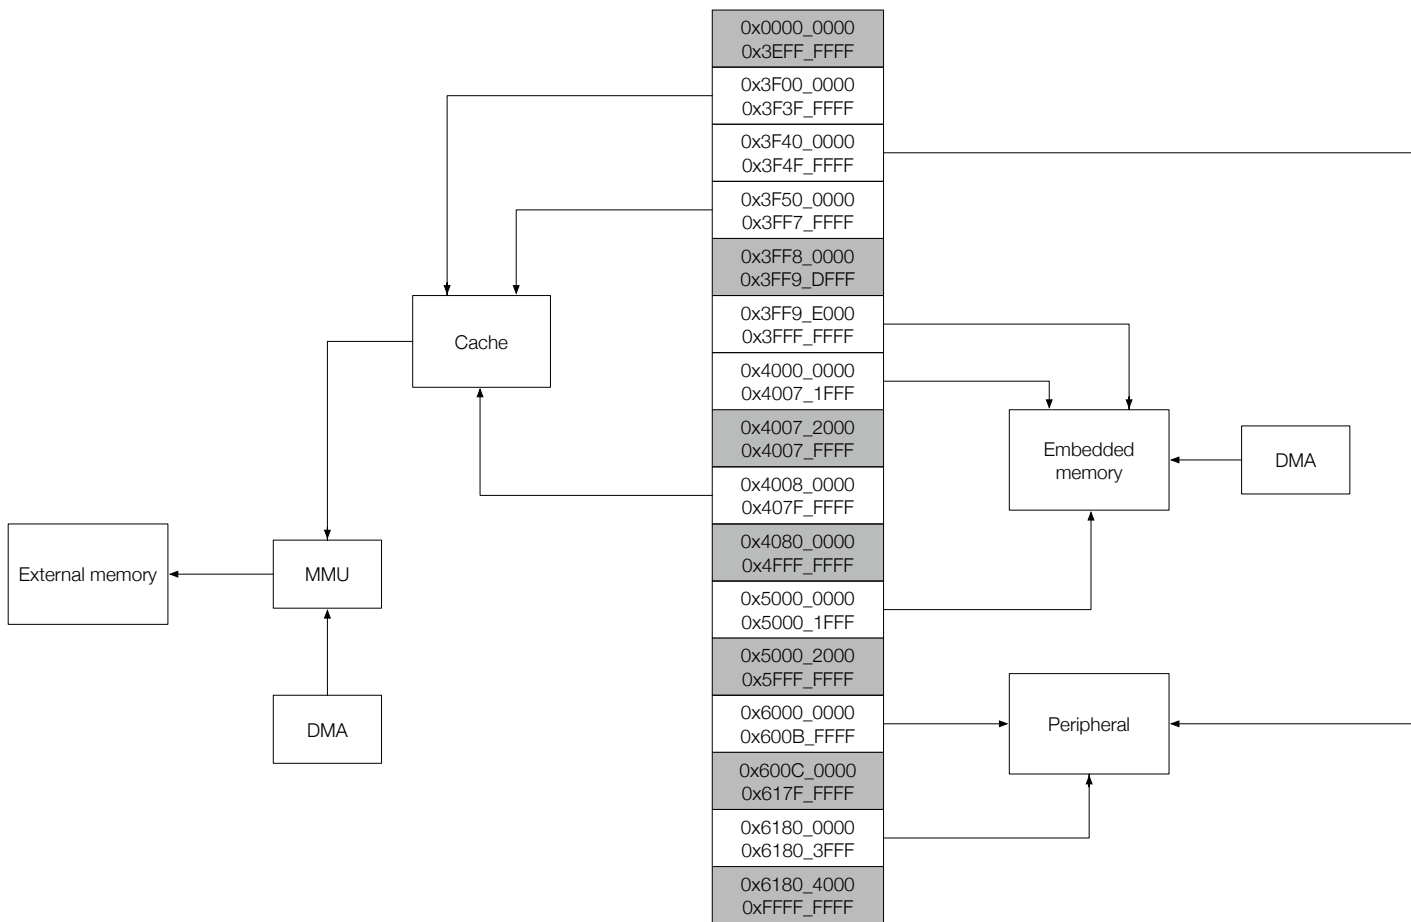 0x0000_0000
0x3EFF_FFFF
0x3F00_0000
0x3F3F_FFFF
0x3F40_0000
0x3F4F_FFFF
0x3F50_0000
0x3FF7_FFFF
0x3FF8_0000
0x3FF9_DFFF
0x3FF9_E000
0x3FFF_FFFF
Cache
0x4000_0000
0x4007_1FFF
0x4007_2000
0x4007_FFFF
Embedded
memory
DMA
0x4008_0000
0x407F_FFFF
0x4080_0000
0x4FFF_FFFF
External memory
MMU
0x5000_0000
0x5000_1FFF
0x5000_2000
0x5FFF_FFFF
DMA
0x6000_0000
0x600B_FFFF
Peripheral
0x600C_0000
0x617F_FFFF
0x6180_0000
0x6180_3FFF
0x6180_4000
0xFFFF_FFFF